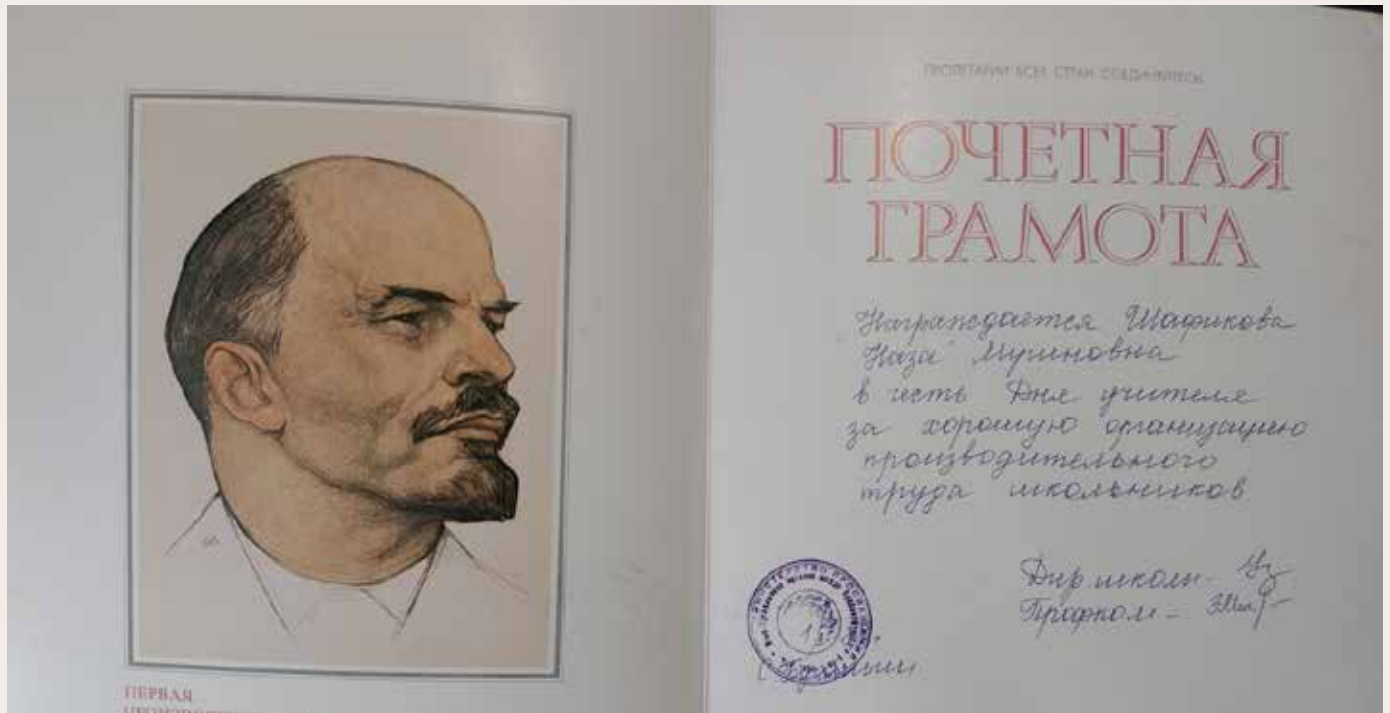 ПРОЛЕТАРИИ ВСЕХ СТРАН, СОЕДИНЯЙТЕСЬ!
ПОЧЕТНАЯ
ГРАМОТА
Награждается Шафикова
Наза Мутиновна
в честь Дня учителя
за хорошую организацию
производительного
труда школьников
Дир школы -
Профком -
ПЕРВАЯ